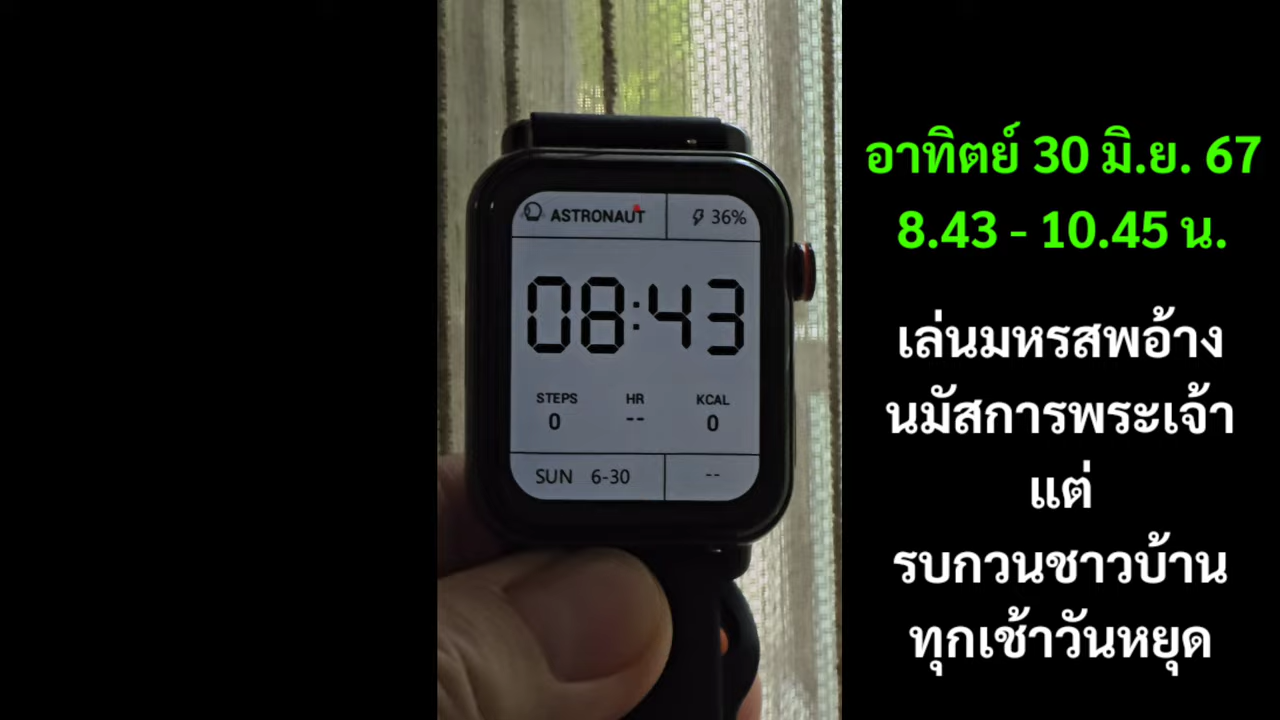 ASTRONAUT 36%
08:43
STEPS HR KCAL
0 -- 0
SUN 6-30 --
อาทิตย์ 30 มิ.ย. 67
8.43 - 10.45 น.
เล่นมหรสพอ้าง
นมัสการพระเจ้า
แต่
รบกวนชาวบ้าน
ทุกเช้าวันหยุด